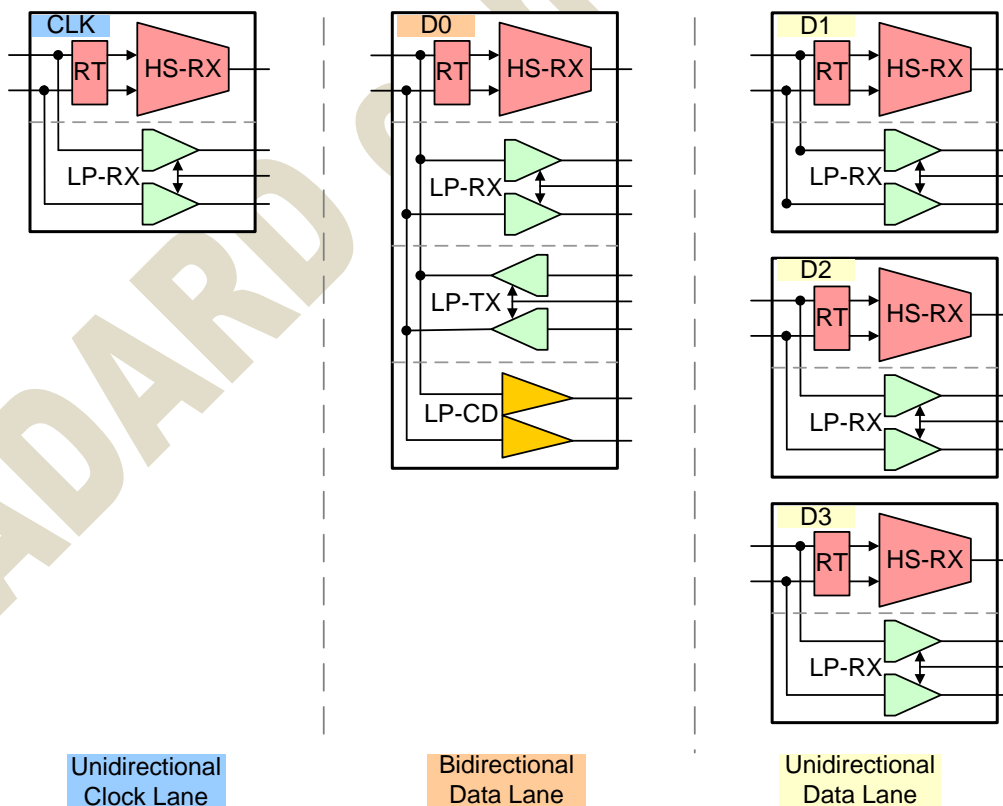 CLK
RT
HS-RX
LP-RX
D0
RT
HS-RX
LP-RX
LP-TX
LP-CD
D1
RT
HS-RX
LP-RX
D2
RT
HS-RX
LP-RX
D3
RT
HS-RX
LP-RX
Unidirectional
Clock Lane
Bidirectional
Data Lane
Unidirectional
Data Lane